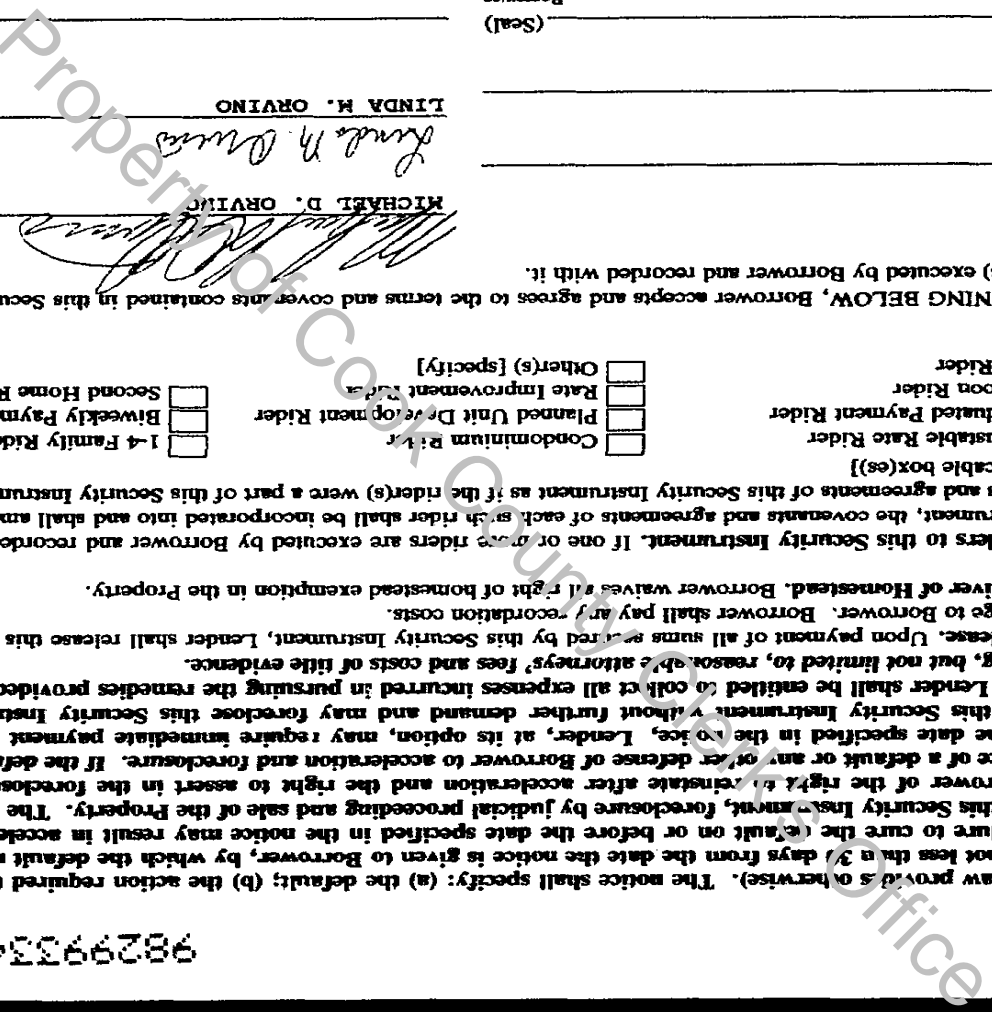 9829933
aw provides otherwise). The notice shall specify: (a) the default; (b) the action required
not less than 30 days from the date the notice is given to Borrower, by which the default
ure to cure the default on or before the date specified in the notice may result in accele
this Security Instrument, foreclosure by judicial proceeding and sale of the Property. The
rower of the right to reinstate after acceleration and the right to assert in the foreclos
ce of a default or any other defense of Borrower to acceleration and foreclosure. If the defa
he date specified in the notice, Lender, at its option, may require immediate payment
this Security Instrument without further demand and may foreclose this Security Instr
Lender shall be entitled to collect all expenses incurred in pursuing the remedies provided
g, but not limited to, reasonable attorneys' fees and costs of title evidence.
ease. Upon payment of all sums secured by this Security Instrument, Lender shall release this
ge to Borrower. Borrower shall pay any recordation costs.
iver of Homestead. Borrower waives all right of homestead exemption in the Property.
ders to this Security Instrument. If one or more riders are executed by Borrower and recorde
rument, the covenants and agreements of each such rider shall be incorporated into and shall am
s and agreements of this Security Instrument as if the rider(s) were a part of this Security Instrum
cable box(es)]
ustable Rate Rider Condominium Rider 1-4 Family Ride
duated Payment Rider Planned Unit Development Rider Biweekly Paym
oon Rider Rate Improvement Rider Second Home R
Rider Other(s) [specify]
NING BELOW, Borrower accepts and agrees to the terms and covenants contained in this Secu
s) executed by Borrower and recorded with it.
MICHAEL D. ORVINO
Linda M. Orvino
LINDA M. ORVINO
(Seal)
Borrower
Property of Cook County Clerk's Office